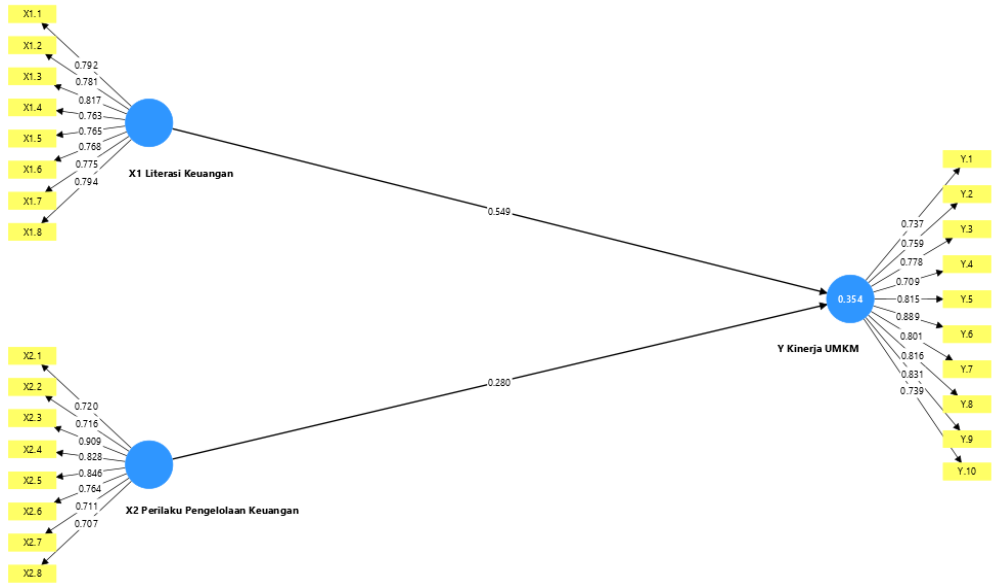 X1.1
X1.2
X1.3
X1.4
X1.5
X1.6
X1.7
X1.8
0.792
0.781
0.817
0.763
0.765
0.768
0.775
0.794
X1 Literasi Keuangan
0.549
X2.1
X2.2
X2.3
X2.4
X2.5
X2.6
X2.7
X2.8
0.720
0.716
0.909
0.828
0.846
0.764
0.711
0.707
X2 Perilaku Pengelolaan Keuangan
0.280
0.354
Y Kinerja UMKM
0.737
0.759
0.778
0.709
0.815
0.889
0.801
0.816
0.831
0.739
Y.1
Y.2
Y.3
Y.4
Y.5
Y.6
Y.7
Y.8
Y.9
Y.10